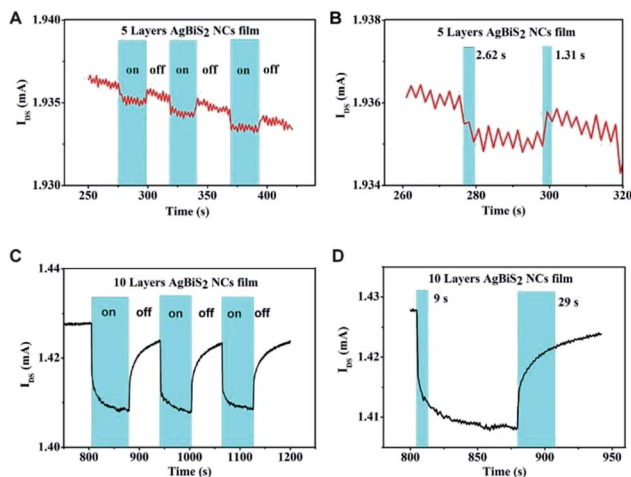 A
5 Layers AgBiS2 NCs film
on off on off on off
1.940
1.935
1.930
IDS (mA)
250 300 350 400
Time (s)
B
5 Layers AgBiS2 NCs film
2.62 s 1.31 s
1.938
1.936
1.934
IDS (mA)
260 280 300 320
Time (s)
C
10 Layers AgBiS2 NCs film
on off on off on off
1.44
1.42
1.40
IDS (mA)
800 900 1000 1100 1200
Time (s)
D
10 Layers AgBiS2 NCs film
9 s 29 s
1.43
1.42
1.41
IDS (mA)
800 850 900 950
Time (s)